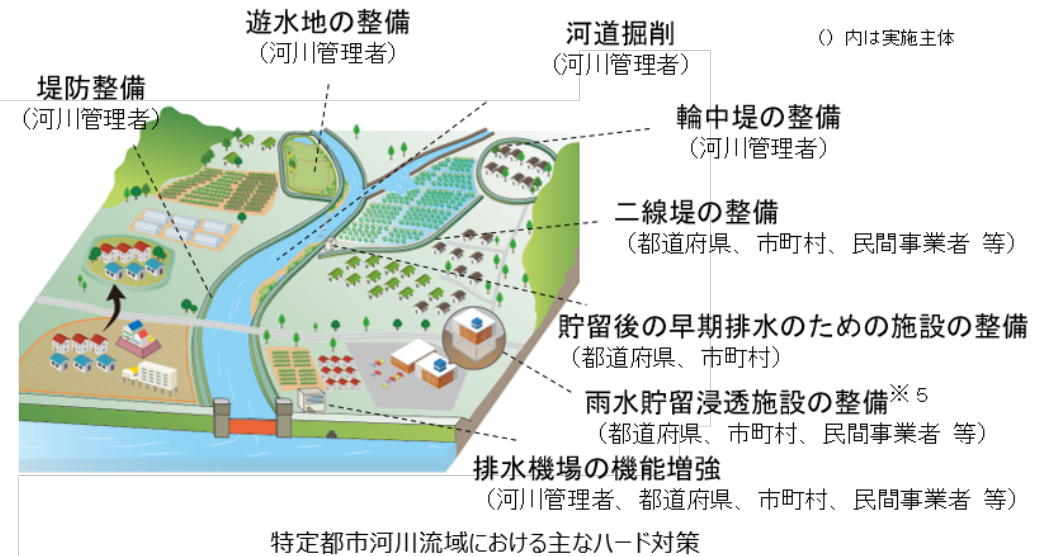 遊水地の整備
(河川管理者)
河道掘削
(河川管理者)
() 内は実施主体
堤防整備
(河川管理者)
輪中堤の整備
(河川管理者)
二線堤の整備
(都道府県、市町村、民間事業者 等)
貯留後の早期排水のための施設の整備
(都道府県、市町村)
雨水貯留浸透施設の整備※5
(都道府県、市町村、民間事業者 等)
排水機場の機能増強
(河川管理者、都道府県、市町村、民間事業者 等)
特定都市河川流域における主なハード対策